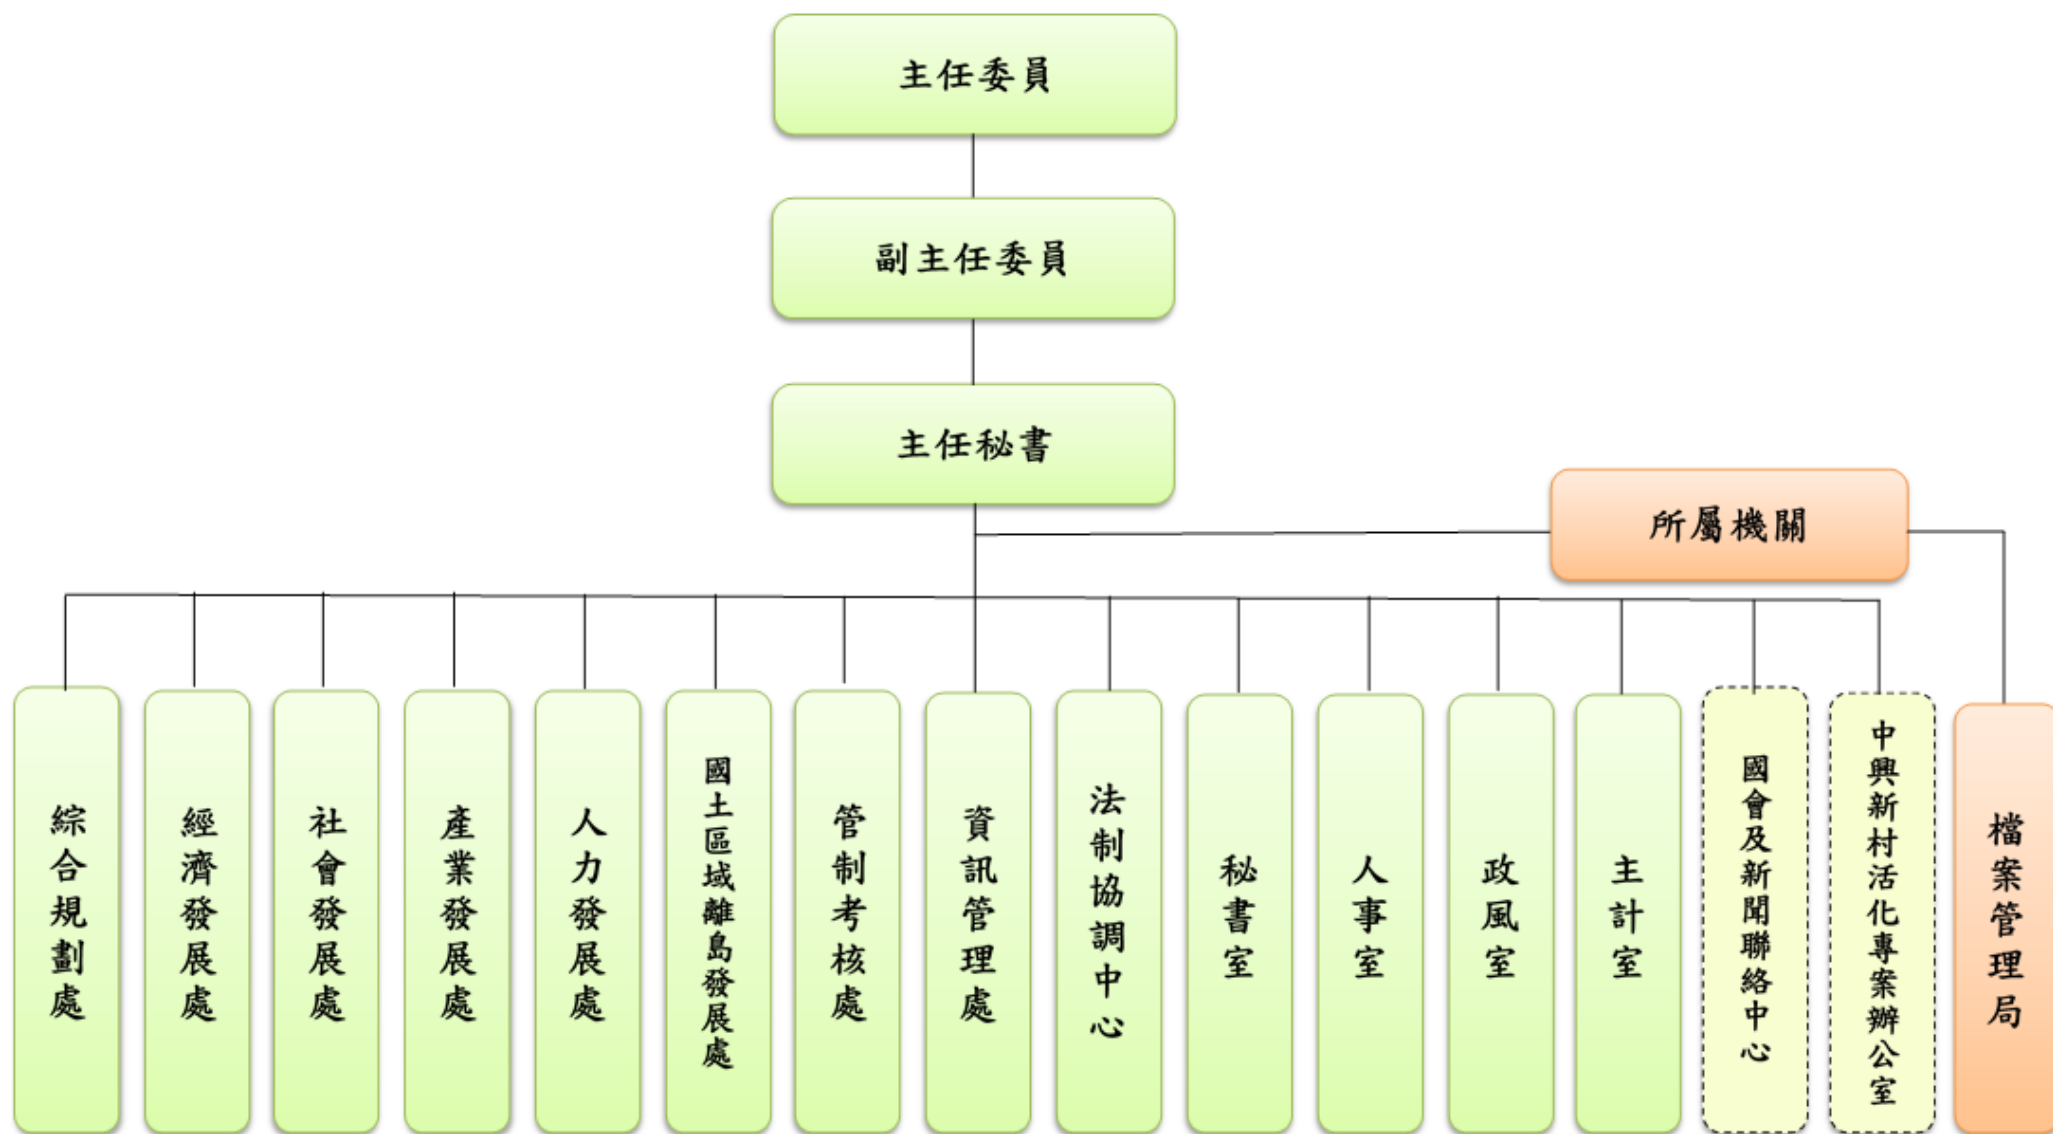 主任委員
副主任委員
主任秘書
所屬機關
綜合規劃處
經濟發展處
社會發展處
產業發展處
人力發展處
國土區域離島發展處
管制考核處
資訊管理處
法制協調中心
秘書室
人事室
政風室
主計室
國會及新聞聯絡中心
中興新村活化專案辦公室
檔案管理局